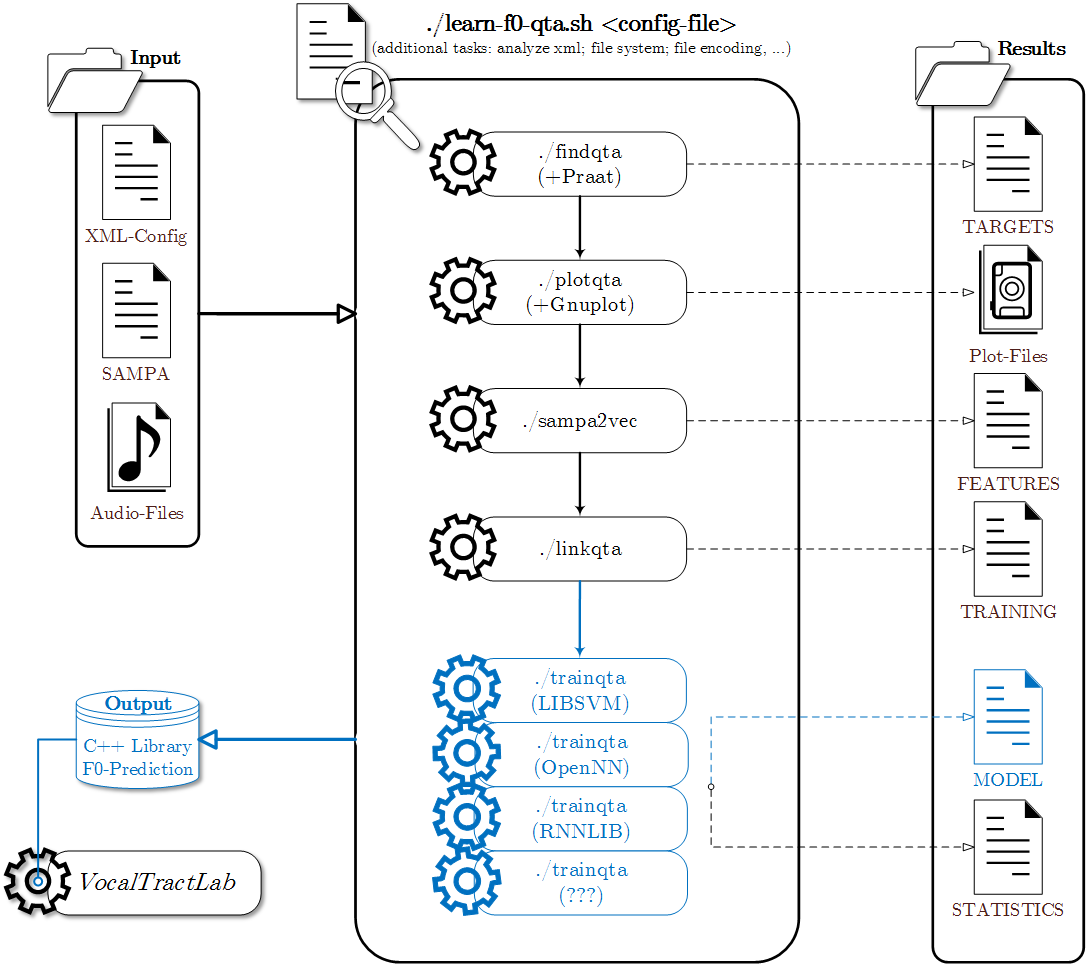 ./learn-f0-qta.sh <config-file>
(additional tasks: analyze xml; file system; file encoding, ...)
Input
XML-Config
SAMPA
Audio-Files
./findqta
(+Praat)
./plotqta
(+Gnuplot)
./sampa2vec
./linkqta
./trainqta
(LIBSVM)
./trainqta
(OpenNN)
./trainqta
(RNNLIB)
./trainqta
(???)
Results
TARGETS
Plot-Files
FEATURES
TRAINING
MODEL
STATISTICS
Output
C++ Library
F0-Prediction
VocalTractLab